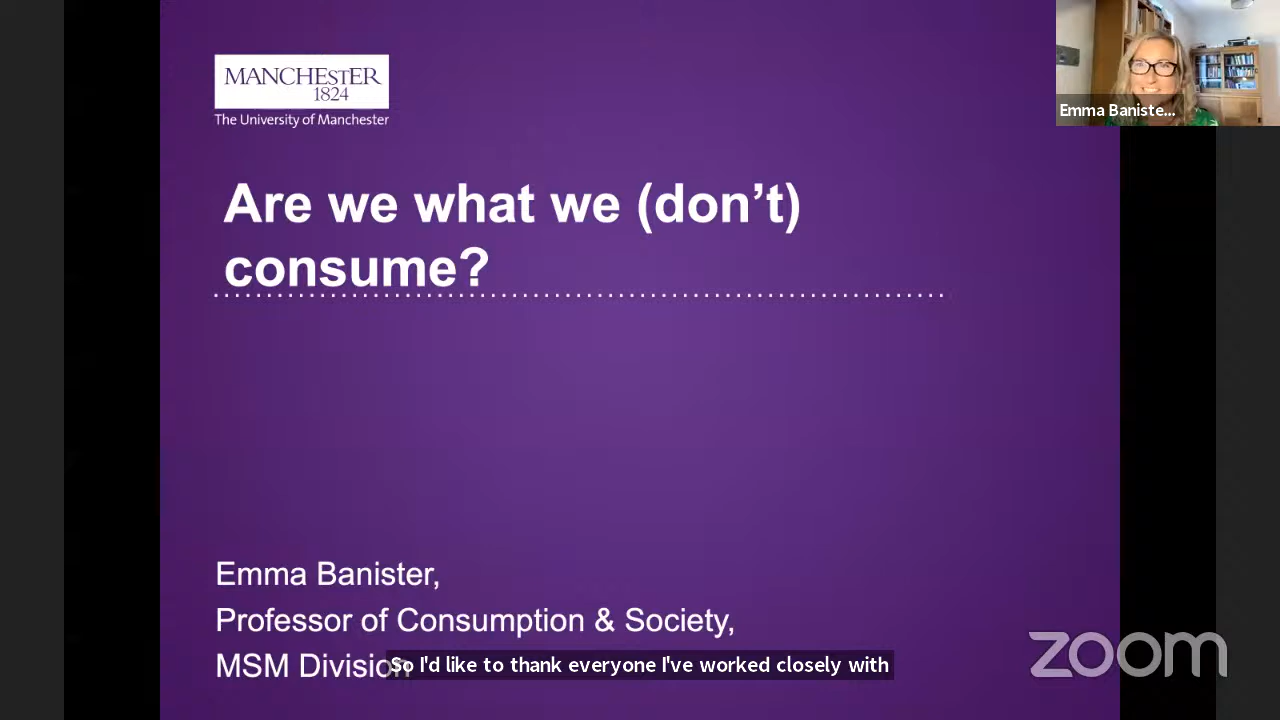 MANCHESTER
1824
The University of Manchester
Emma Baniste...
Are we what we (don’t)
consume?
Emma Banister,
Professor of Consumption & Society,
MSM Division
So I'd like to thank everyone I've worked closely with
zoom